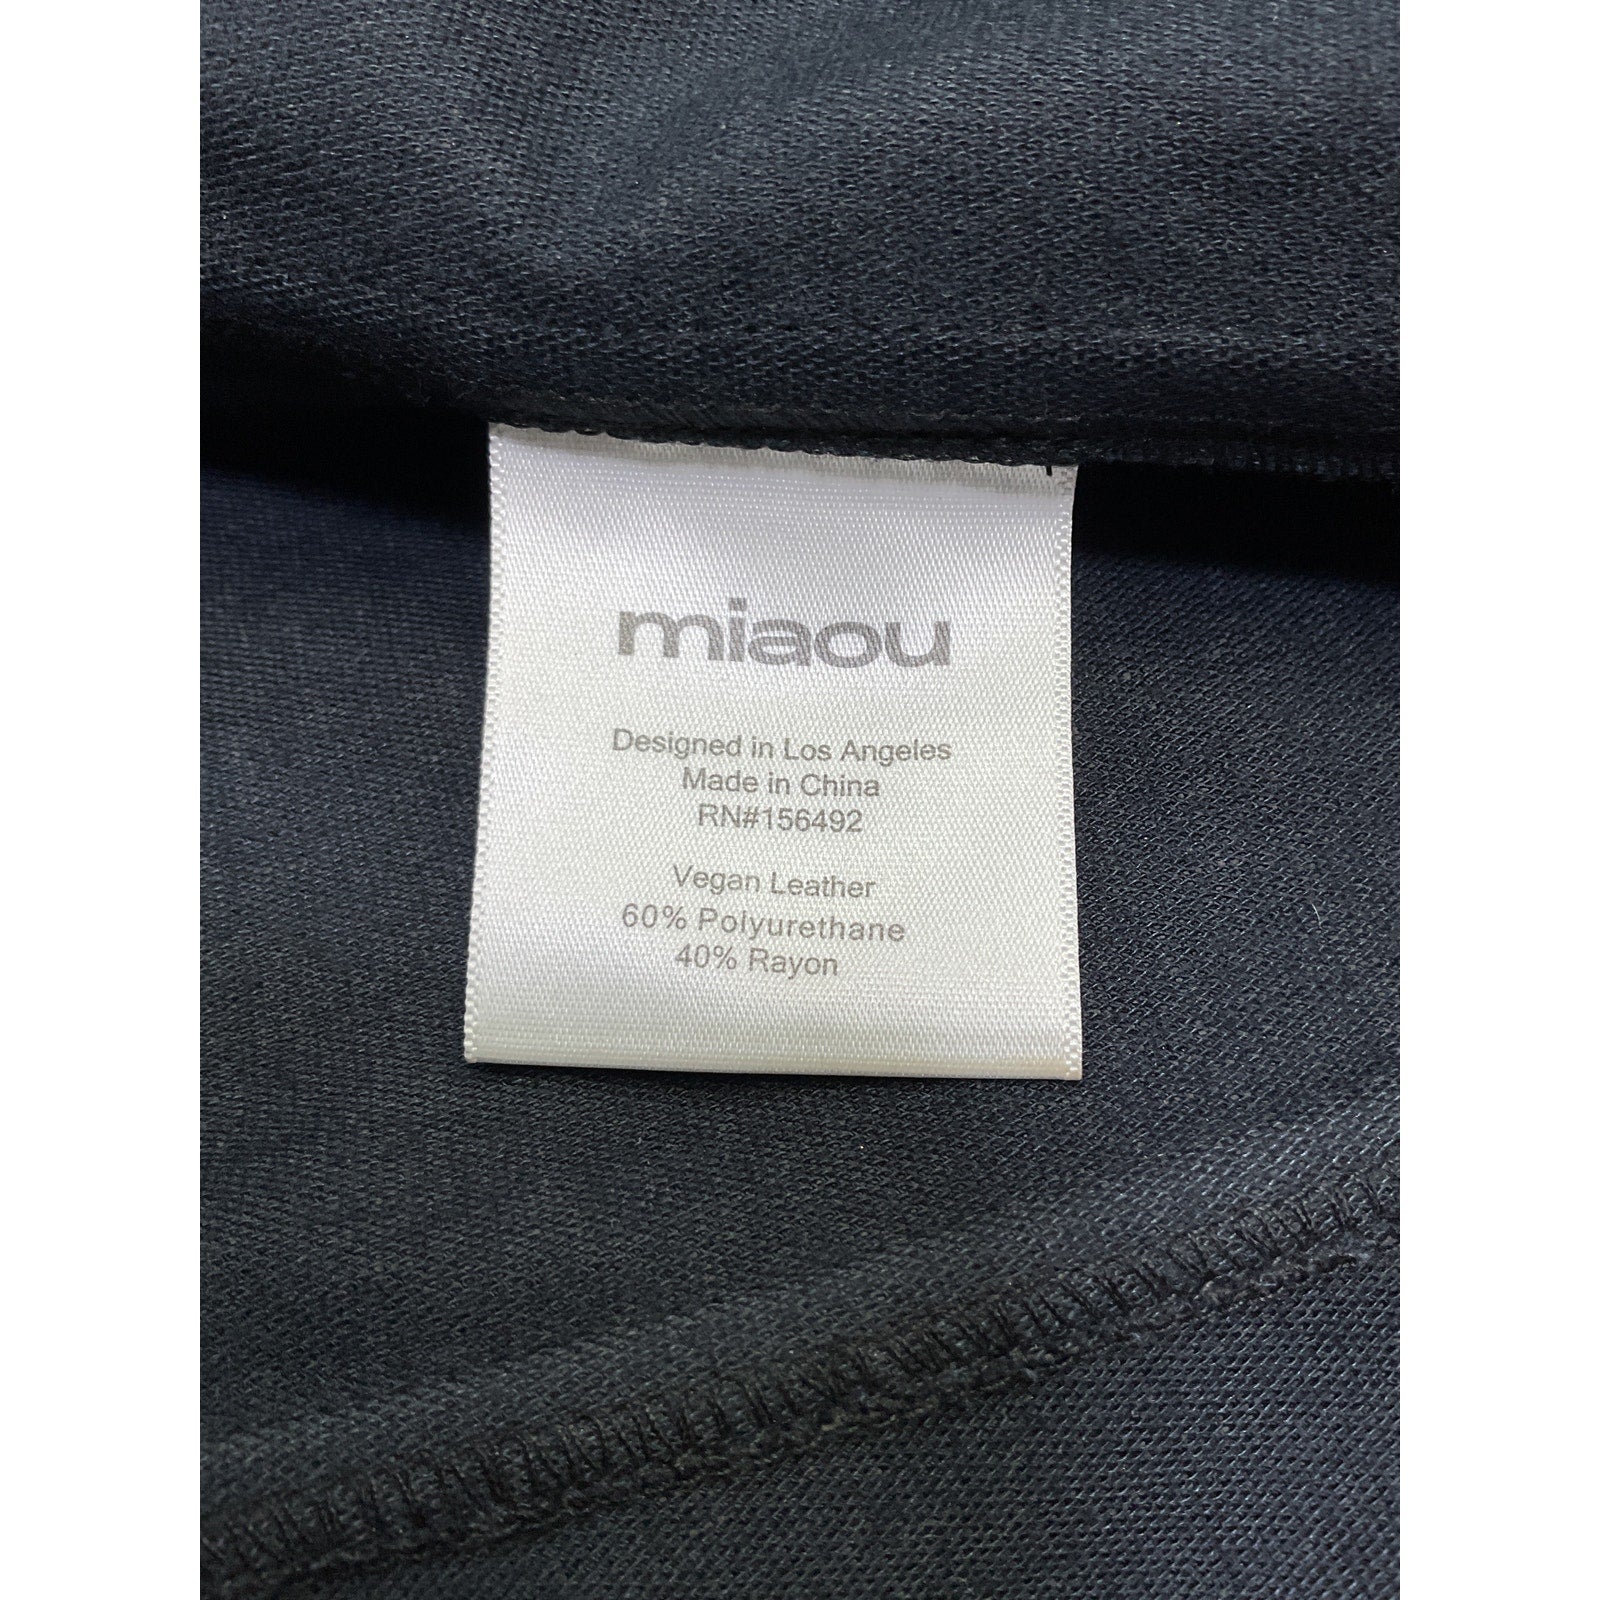 miaou
Designed in Los Angeles
Made in China
RN#156492
Vegan Leather
60% Polyurethane
40% Rayon